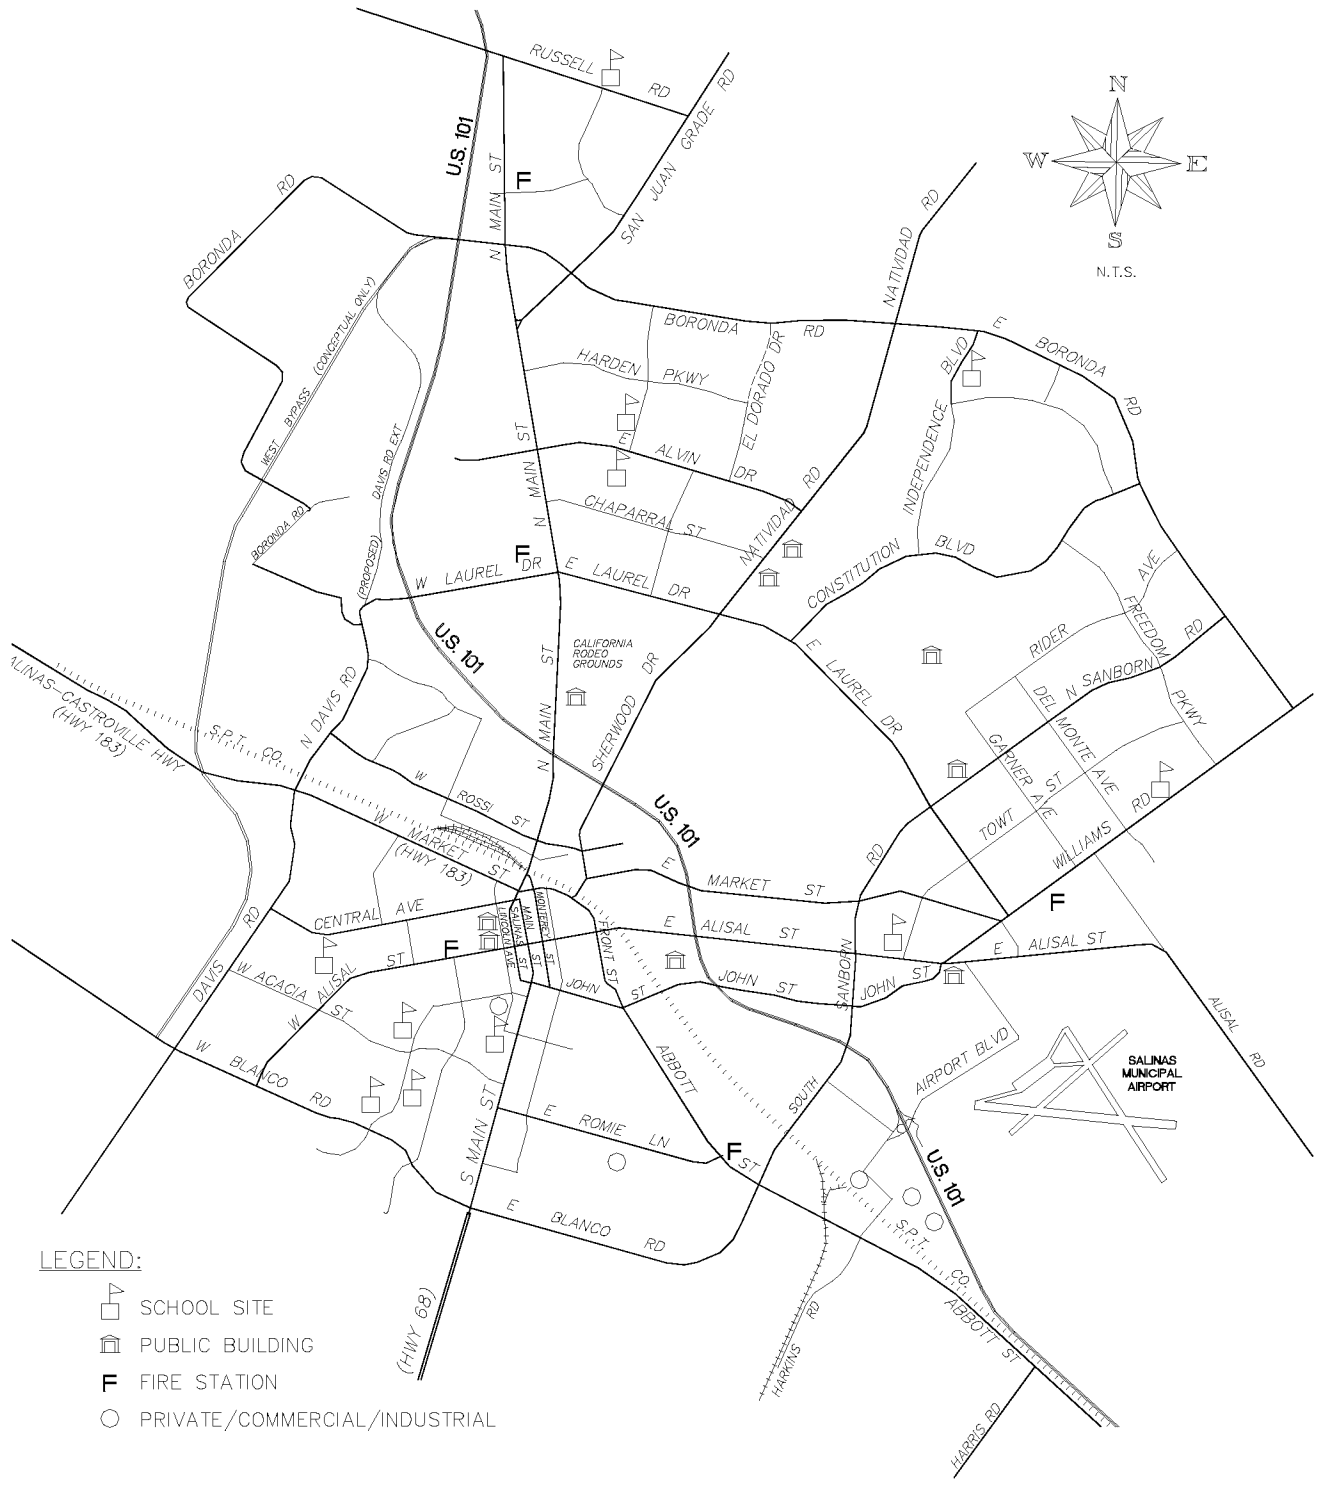 RUSSELL RD
U.S. 101
N MAIN ST
F
SAN JUAN GRADE RD
NATIVIDAD RD
N
W
E
S
N.T.S.
BORONDA RD
WEST BYPASS (CONCEPTUAL ONLY)
DAVIS RD EXT
(PROPOSED)
BORONDA RD
E BORONDA RD
BORONDA RD
HARDEN PKWY
EL DORADO DR
INDEPENDENCE BLVD
E ALVIN DR
N MAIN ST
CHAPARRAL ST
NATIVIDAD RD
F
W LAUREL DR
E LAUREL DR
CONSTITUTION BLVD
RIDER AVE
FREEDOM PKWY
N SANBORN RD
U.S. 101
CALIFORNIA
RODEO
GROUNDS
N MAIN ST
SHERWOOD DR
E LAUREL DR
DEL MONTE AVE
GARNER AVE
TOWT ST
WILLIAMS RD
ALINAS-CASTROVILLE HWY
(HWY 183)
S.P.T. CO.
N DAVIS RD
W ROSSI ST
W MARKET ST
(HWY 183)
U.S. 101
E MARKET ST
F
CENTRAL AVE
LINCOLN AVE
SALINAS ST
MAIN ST
MONTEREY ST
FRONT ST
E ALISAL ST
E ALISAL ST
ALISAL RD
DAVIS RD
W ACACIA ST
W ALISAL ST
F
JOHN ST
JOHN ST
JOHN ST
SOUTH SANBORN RD
W BLANCO RD
ABBOTT ST
AIRPORT BLVD
SALINAS
MUNICIPAL
AIRPORT
S MAIN ST
E ROMIE LN
F
U.S. 101
E BLANCO RD
S.P.T. CO.
ABBOTT ST
HARKINS RD
HARRIS RD
(HWY 68)
LEGEND:
SCHOOL SITE
PUBLIC BUILDING
F FIRE STATION
PRIVATE/COMMERCIAL/INDUSTRIAL